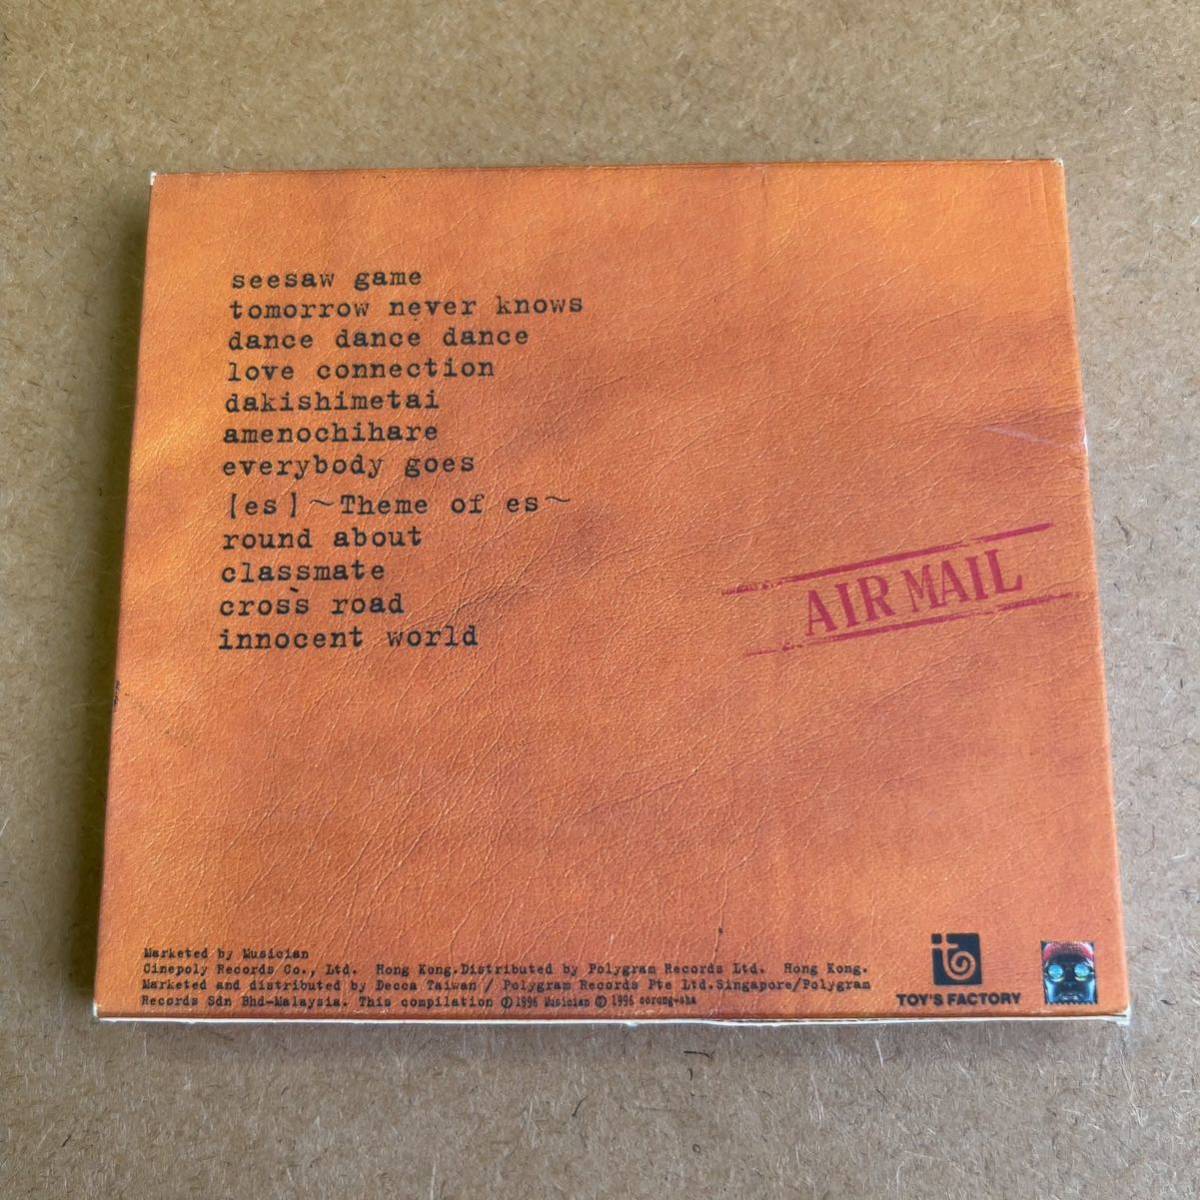 seesaw game
tomorrow never knows
dance dance dance
love connection
dakishimetai
amenochihare
everybody goes
[es]～Theme of es～
round about
classmate
cross road
innocent world
AIR MAIL
Marketed by Musician
Cinepoly Records Co., Ltd. Hong Kong.Distributed by Polygram Records Ltd. Hong Kong.
Marketed and distributed by Decca Taiwan / Polygram Records Pte Ltd.Singapore/Polygram
Records Sdn Bhd-Malaysia. This compilation ℗1996 Musician © 1996 oorong-sha
TOY'S FACTORY